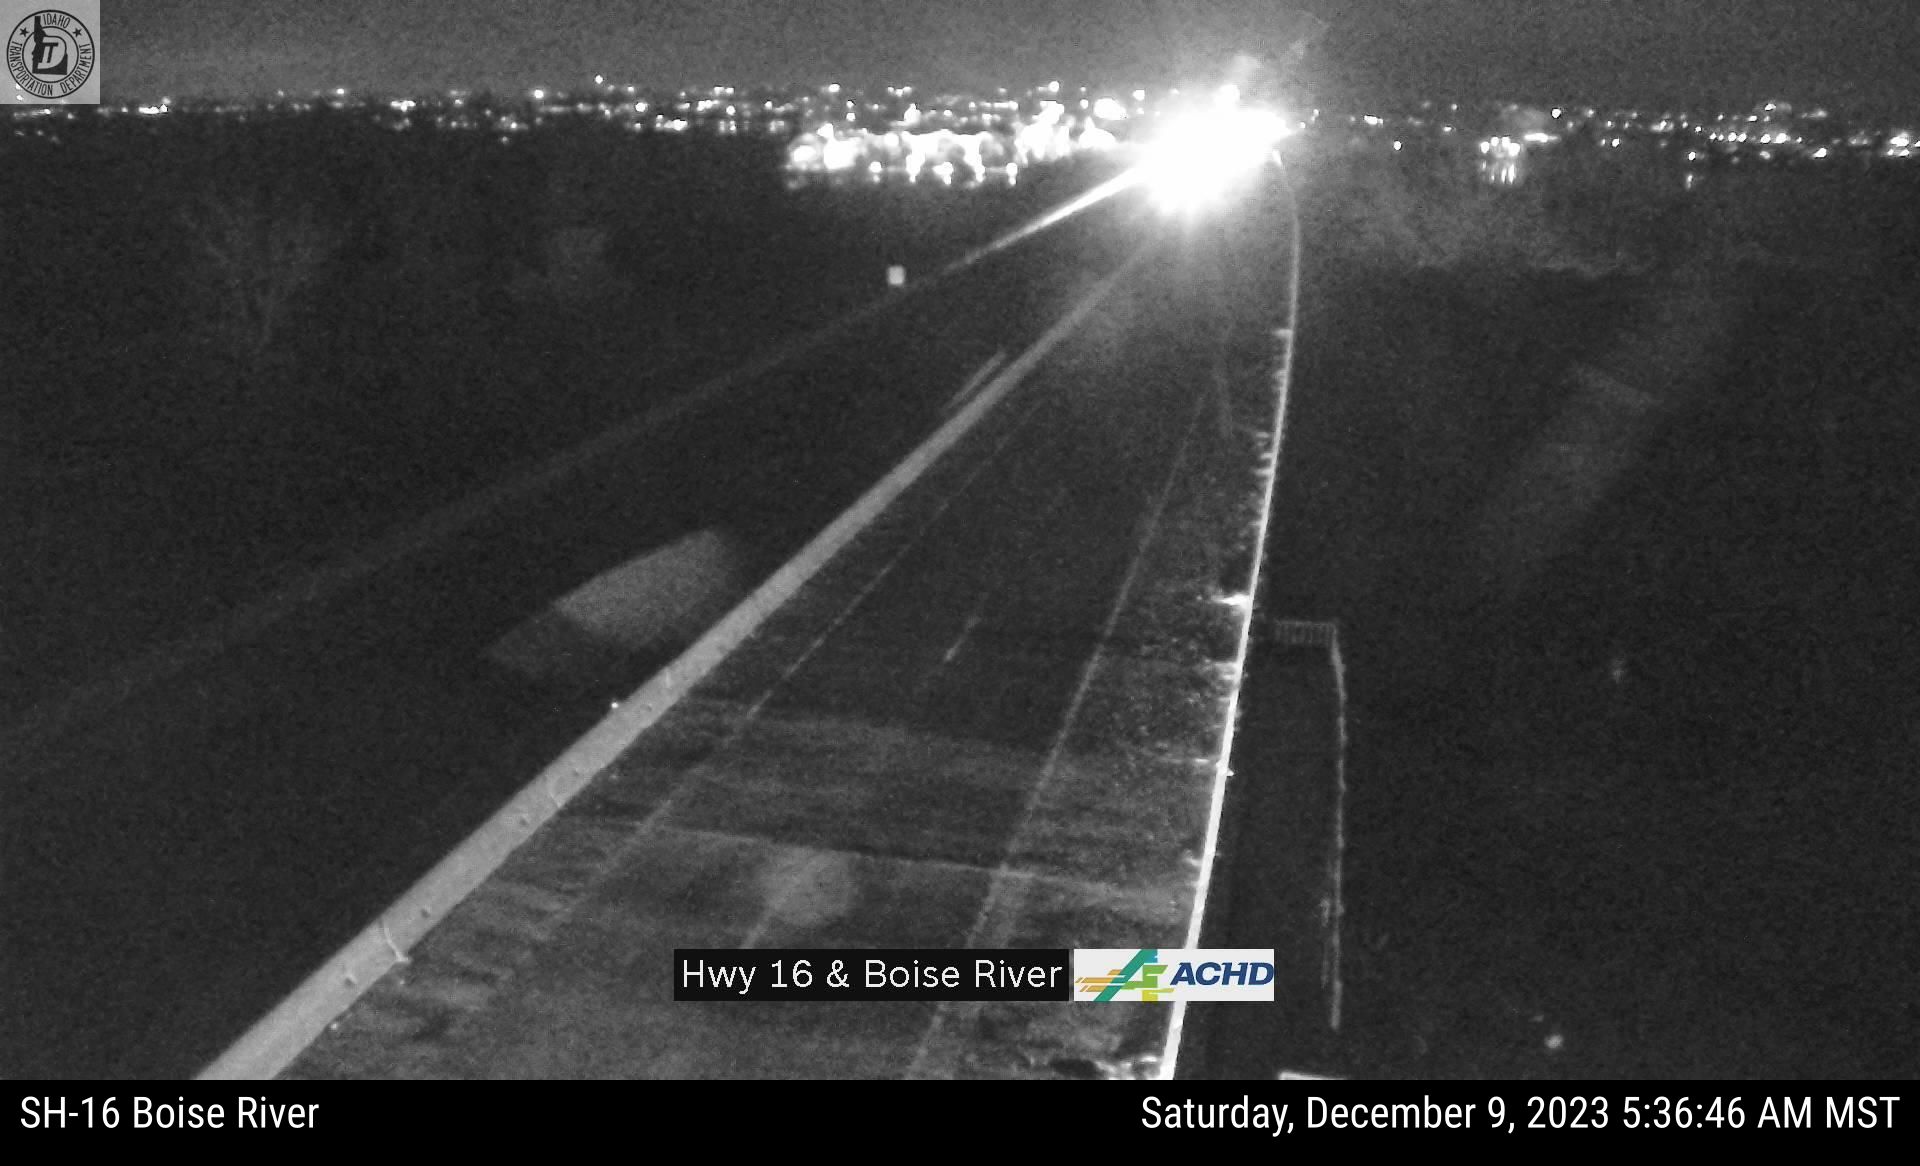 IDAHO
TRANSPORTATION DEPARTMENT
Hwy 16 & Boise River
ACHD
SH-16 Boise River
Saturday, December 9, 2023 5:36:46 AM MST